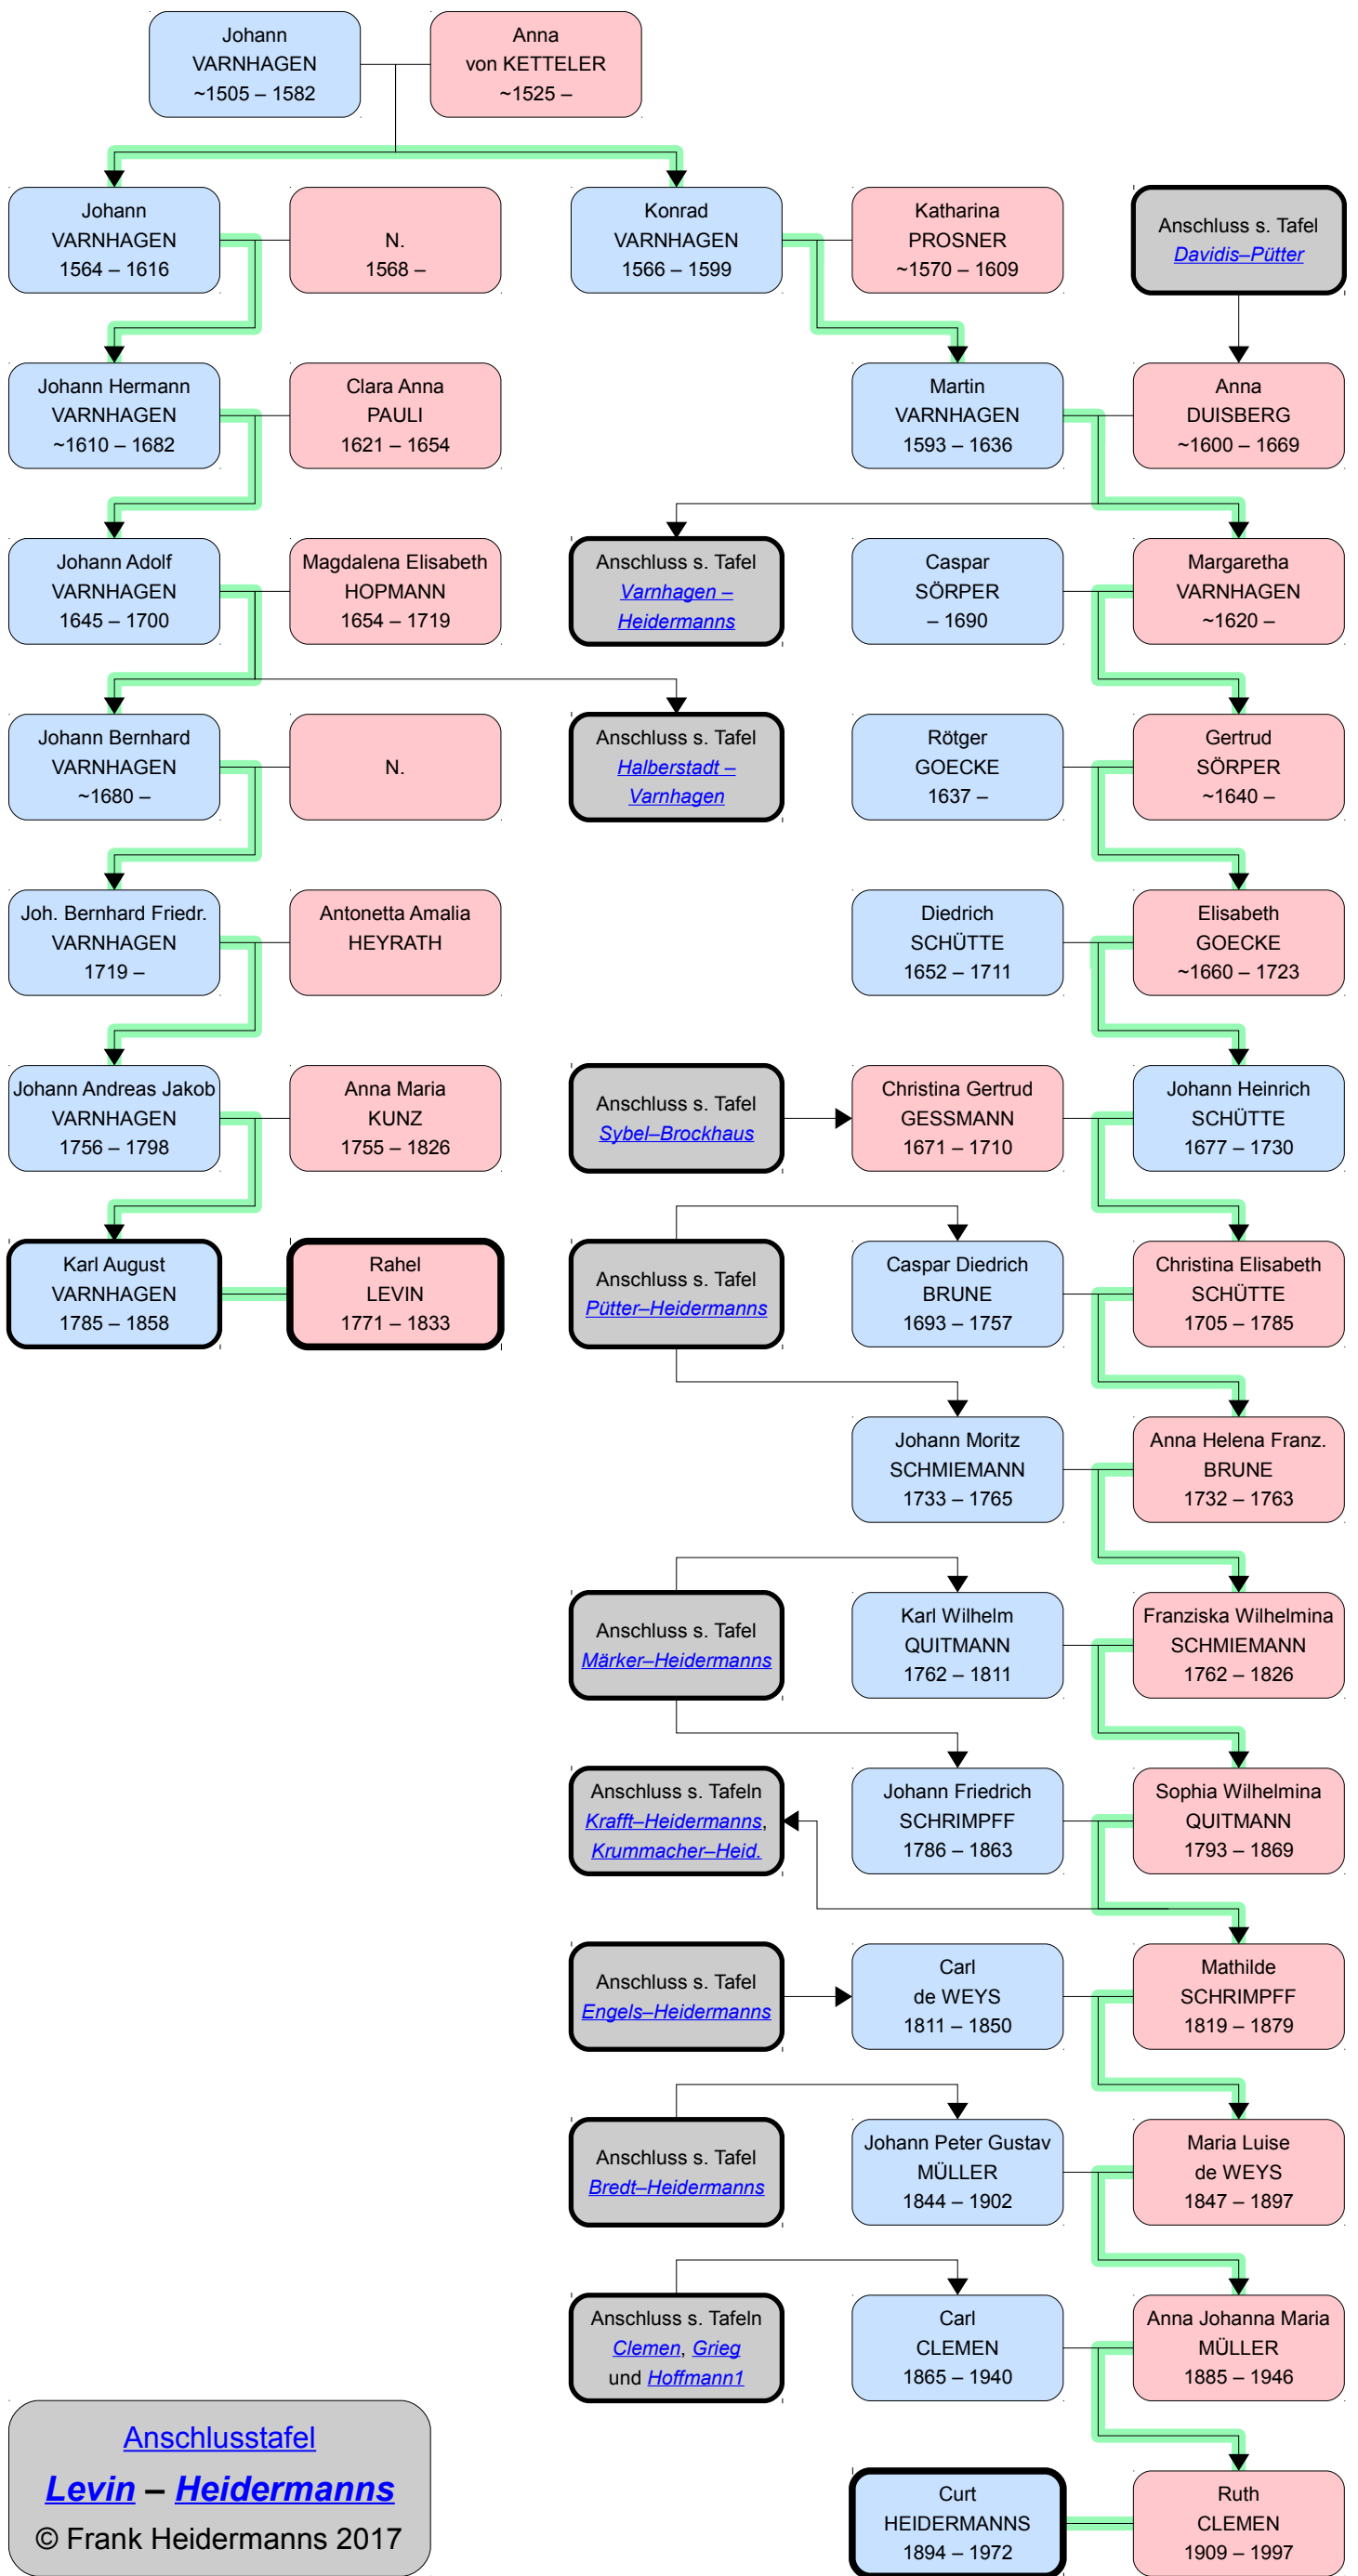 Johann
VARNHAGEN
~1505 – 1582
Anna
von KETTELER
~1525 –
Johann
VARNHAGEN
1564 – 1616
N.
1568 –
Konrad
VARNHAGEN
1566 – 1599
Katharina
PROSNER
~1570 – 1609
Anschluss s. Tafel
Davidis–Pütter
Johann Hermann
VARNHAGEN
~1610 – 1682
Clara Anna
PAULI
1621 – 1654
Martin
VARNHAGEN
1593 – 1636
Anna
DUISBERG
~1600 – 1669
Johann Adolf
VARNHAGEN
1645 – 1700
Magdalena Elisabeth
HOPMANN
1654 – 1719
Anschluss s. Tafel
Varnhagen –
Heidermanns
Caspar
SÖRPER
– 1690
Margaretha
VARNHAGEN
~1620 –
Johann Bernhard
VARNHAGEN
~1680 –
N.
Anschluss s. Tafel
Halberstadt –
Varnhagen
Rötger
GOECKE
1637 –
Gertrud
SÖRPER
~1640 –
Joh. Bernhard Friedr.
VARNHAGEN
1719 –
Antonetta Amalia
HEYRATH
Diedrich
SCHÜTTE
1652 – 1711
Elisabeth
GOECKE
~1660 – 1723
Johann Andreas Jakob
VARNHAGEN
1756 – 1798
Anna Maria
KUNZ
1755 – 1826
Anschluss s. Tafel
Sybel–Brockhaus
Christina Gertrud
GESSMANN
1671 – 1710
Johann Heinrich
SCHÜTTE
1677 – 1730
Karl August
VARNHAGEN
1785 – 1858
Rahel
LEVIN
1771 – 1833
Anschluss s. Tafel
Pütter–Heidermanns
Caspar Diedrich
BRUNE
1693 – 1757
Christina Elisabeth
SCHÜTTE
1705 – 1785
Johann Moritz
SCHMIEMANN
1733 – 1765
Anna Helena Franz.
BRUNE
1732 – 1763
Anschluss s. Tafel
Märker–Heidermanns
Karl Wilhelm
QUITMANN
1762 – 1811
Franziska Wilhelmina
SCHMIEMANN
1762 – 1826
Anschluss s. Tafeln
Krafft–Heidermanns,
Krummacher–Heid.
Johann Friedrich
SCHRIMPFF
1786 – 1863
Sophia Wilhelmina
QUITMANN
1793 – 1869
Anschluss s. Tafel
Engels–Heidermanns
Carl
de WEYS
1811 – 1850
Mathilde
SCHRIMPFF
1819 – 1879
Anschluss s. Tafel
Bredt–Heidermanns
Johann Peter Gustav
MÜLLER
1844 – 1902
Maria Luise
de WEYS
1847 – 1897
Anschluss s. Tafeln
Clemen, Grieg
und Hoffmann1
Carl
CLEMEN
1865 – 1940
Anna Johanna Maria
MÜLLER
1885 – 1946
Curt
HEIDERMANNS
1894 – 1972
Ruth
CLEMEN
1909 – 1997
Anschlusstafel
Levin – Heidermanns
© Frank Heidermanns 2017